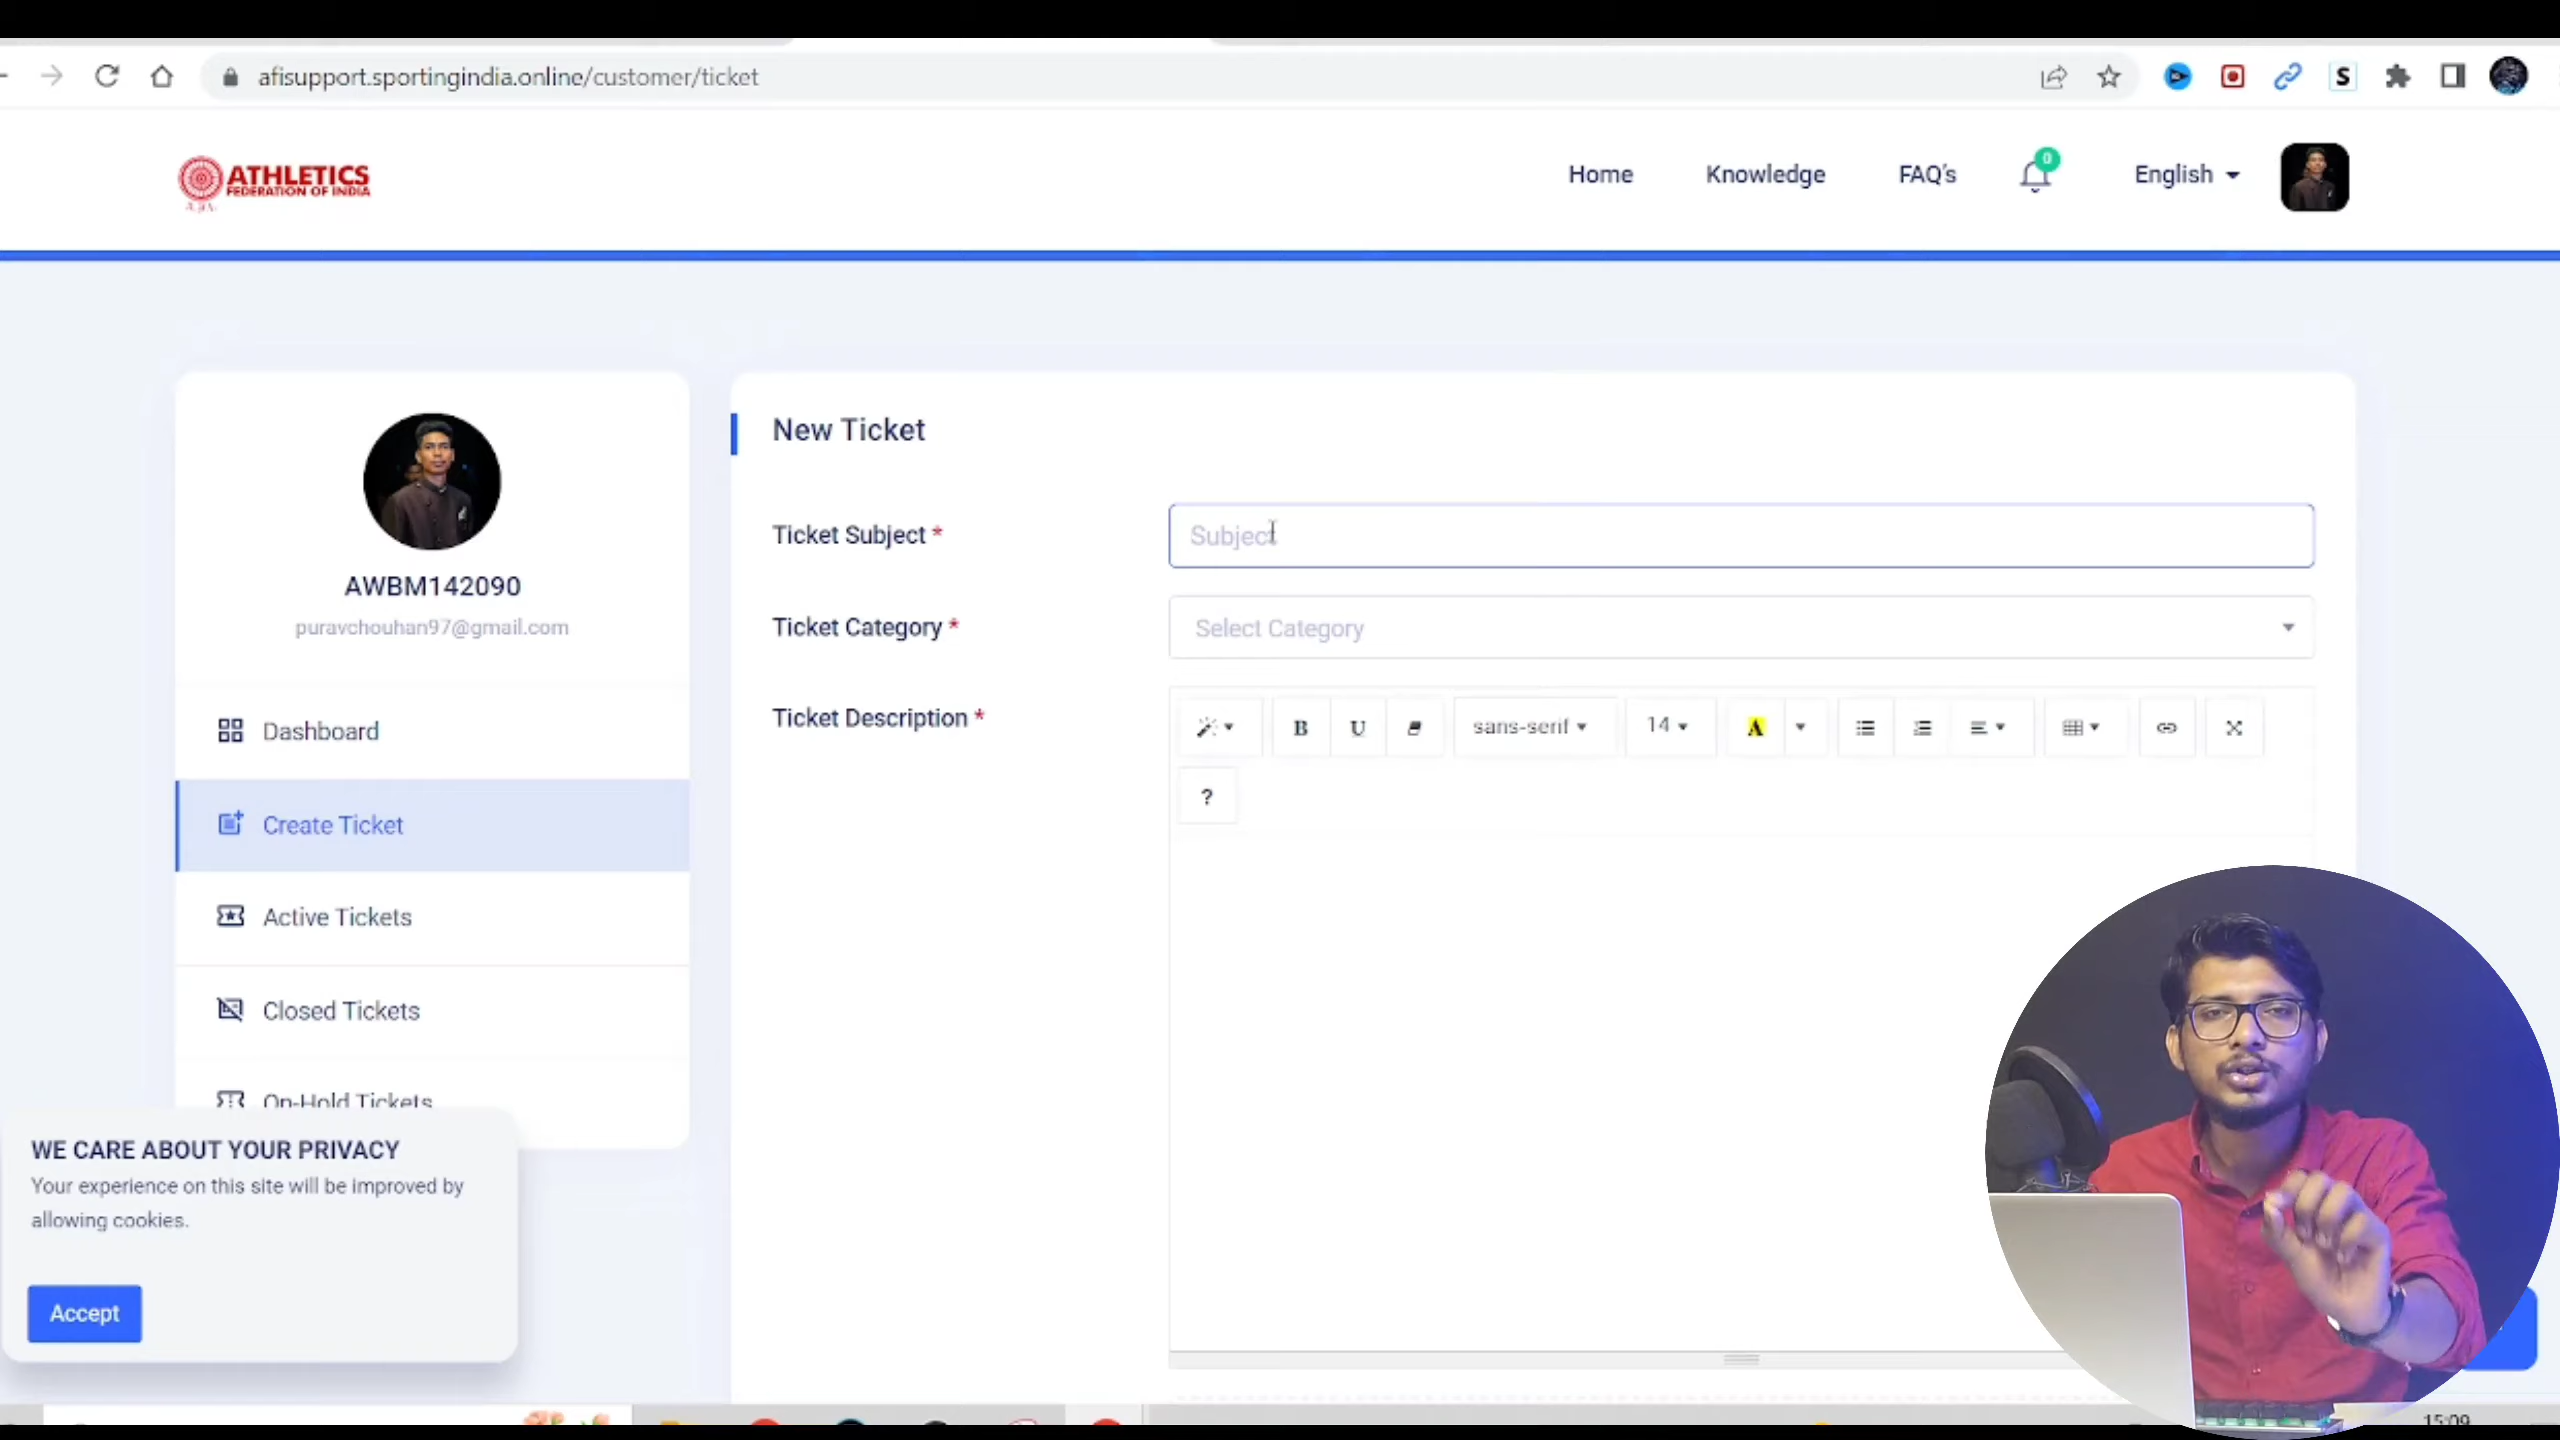 afisupport.sportingindia.online/customer/ticket
S
ATHLETICS
FEDERATION OF INDIA
Home
Knowledge
FAQ's
0
English
AWBM142090
puravchouhan97@gmail.com
Dashboard
Create Ticket
Active Tickets
Closed Tickets
On-Hold Tickets
New Ticket
Ticket Subject *
Subject
Ticket Category *
Select Category
Ticket Description *
B U sans-serif 14 A
?
WE CARE ABOUT YOUR PRIVACY
Your experience on this site will be improved by
allowing cookies.
Accept
15:09